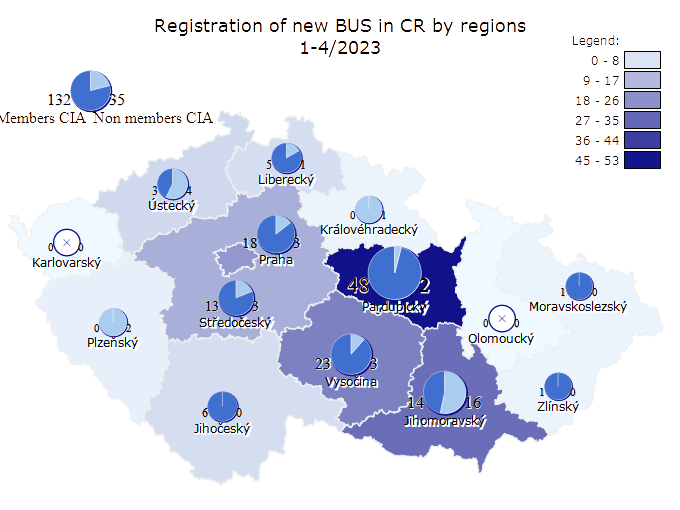 Registration of new BUS in CR by regions
1-4/2023
Legend:
0 - 8
9 - 17
18 - 26
27 - 35
36 - 44
45 - 53
132 35
Members CIA Non members CIA
5 1
Liberecký
3 4
Ústecký
0 1
Královéhradecký
18 3
Praha
0 0
Karlovarský
48 2
Pardubický
1 0
Moravskoslezský
13 3
Středočeský
0 2
Plzeňský
0 0
Olomoucký
23 3
Vysočina
14 16
Jihomoravský
1 0
Zlínský
6 0
Jihočeský